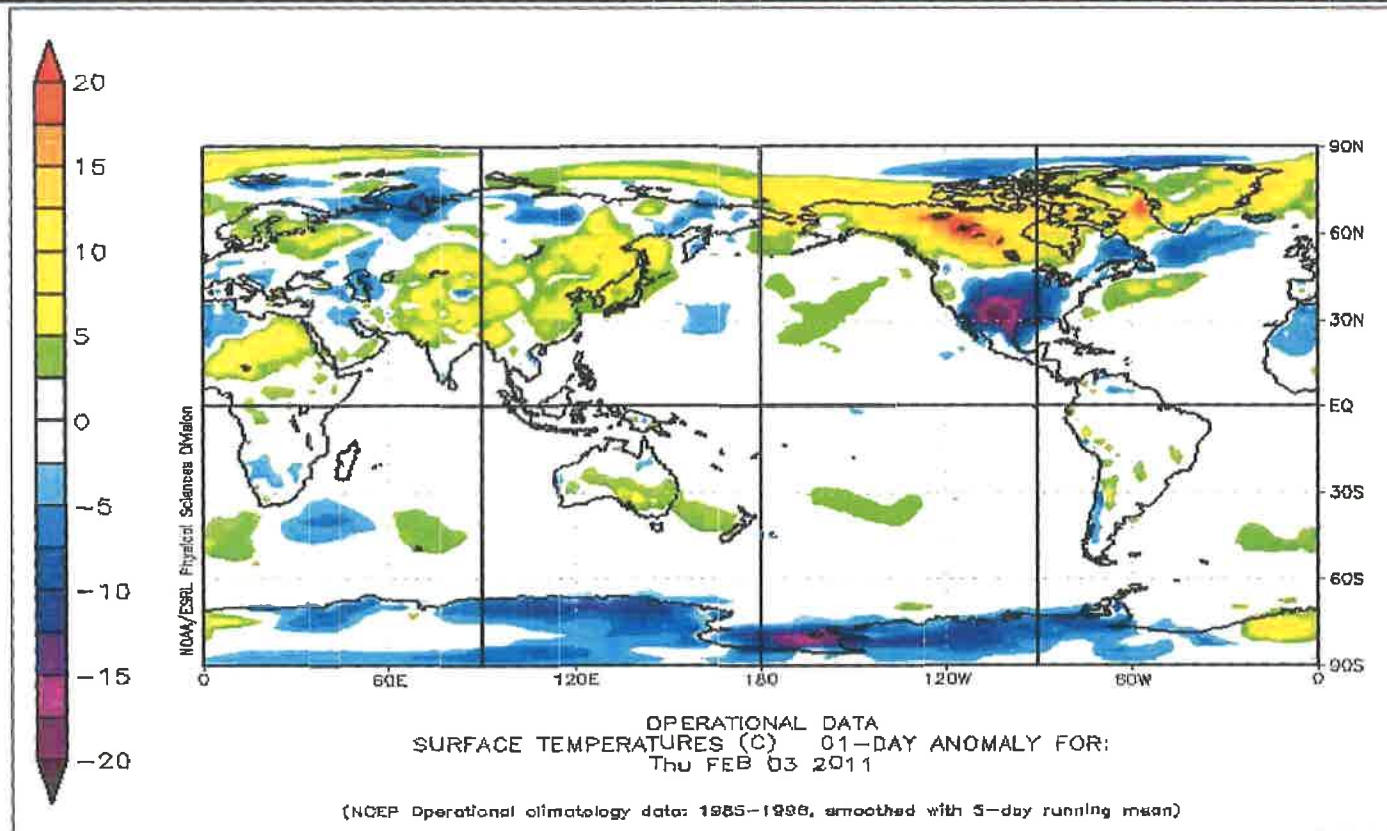 20
15
10
5
0
-5
-10
-15
-20
NOAA/ESRL Physical Sciences Division
90N
60N
30N
EQ
30S
60S
90S
0 60E 120E 180 120W 60W 0
OPERATIONAL DATA
SURFACE TEMPERATURES (C) 01-DAY ANOMALY FOR:
Thu FEB 03 2011
(NCEP Operational climatology data: 1985-1996, smoothed with 5-day running mean)